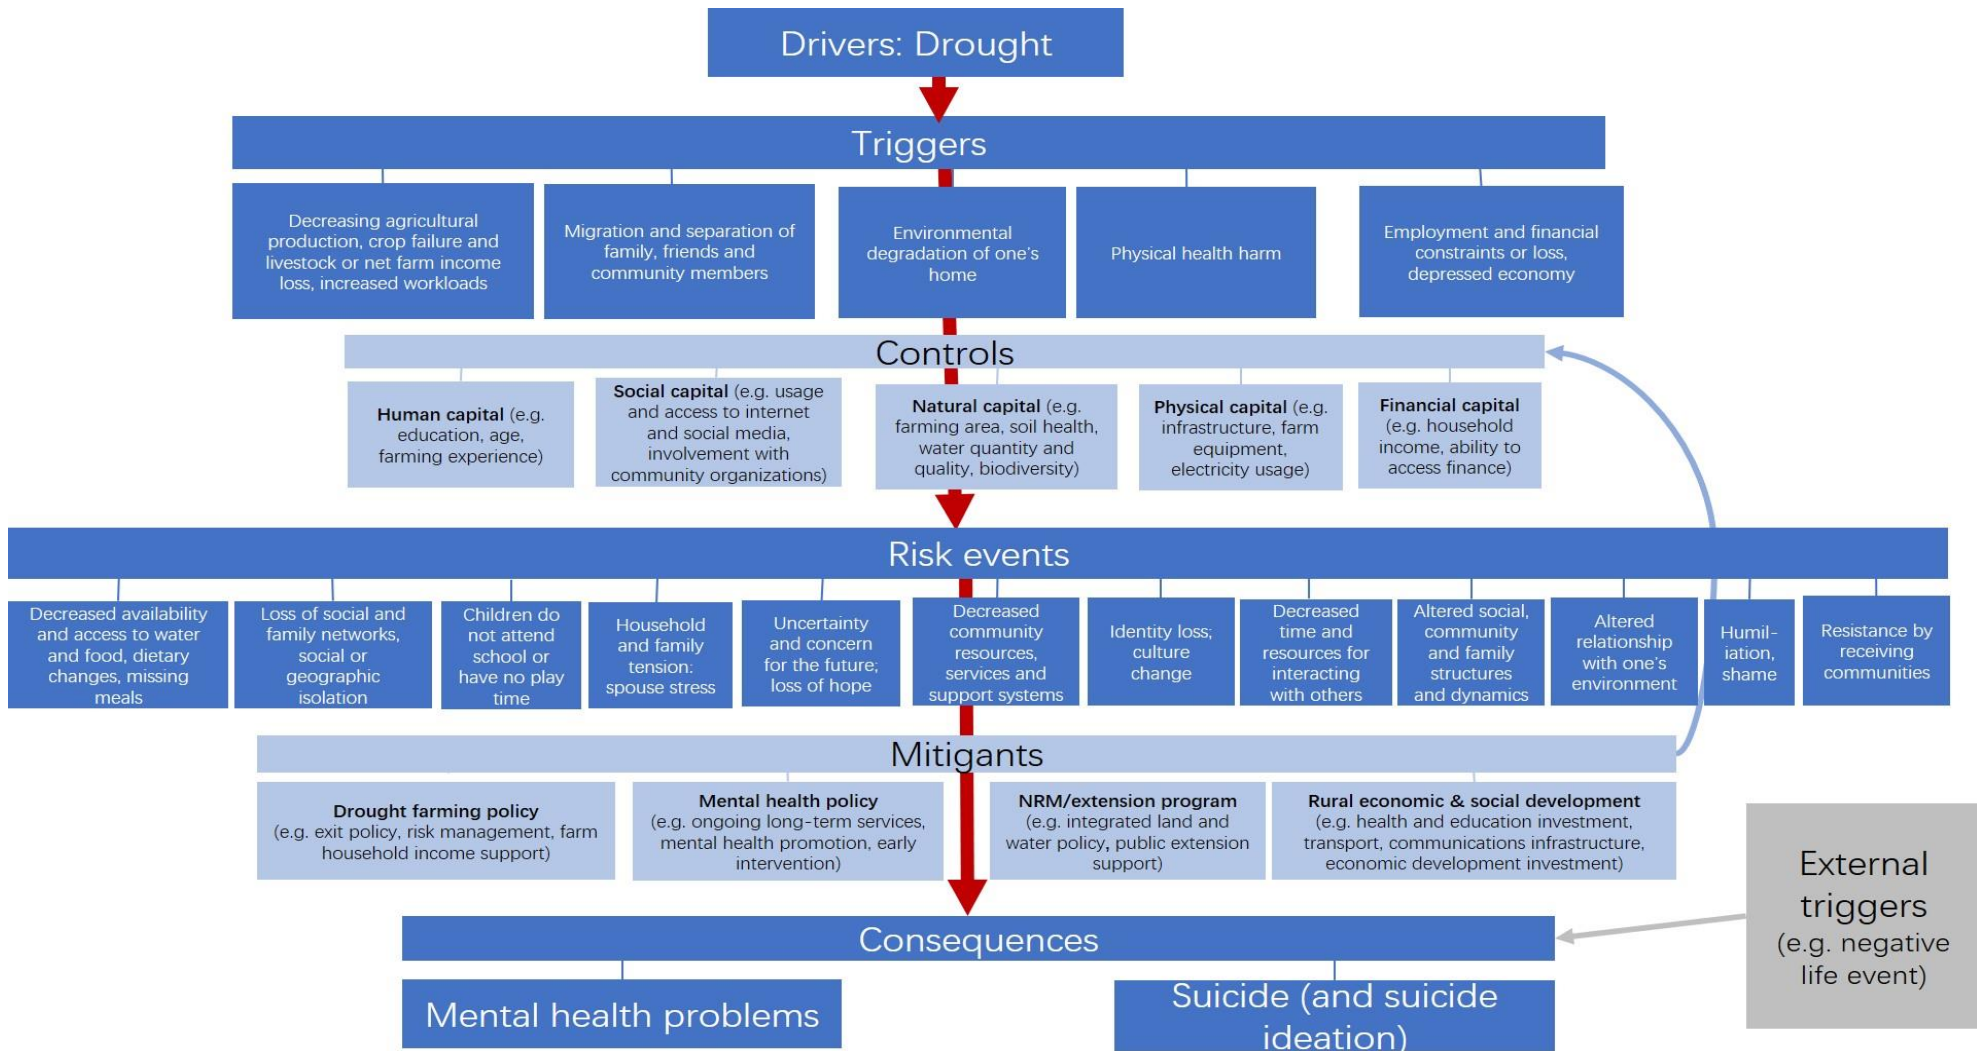 Drivers: Drought
Triggers
Decreasing agricultural
production, crop failure and
livestock or net farm income
loss, increased workloads
Migration and separation of
family, friends and
community members
Environmental
degradation of one's
home
Physical health harm
Employment and financial
constraints or loss,
depressed economy
Controls
Human capital (e.g.
education, age,
farming experience)
Social capital (e.g. usage
and access to internet
and social media,
involvement with
community organizations)
Natural capital (e.g.
farming area, soil health,
water quantity and
quality, biodiversity)
Physical capital (e.g.
infrastructure, farm
equipment,
electricity usage)
Financial capital
(e.g. household
income, ability to
access finance)
Risk events
Decreased availability
and access to water
and food, dietary
changes, missing
meals
Loss of social and
family networks,
social or
geographic
isolation
Children do
not attend
school or
have no play
time
Household
and family
tension:
spouse stress
Uncertainty
and concern
for the future;
loss of hope
Decreased
community
resources,
services and
support systems
Identity loss;
culture
change
Decreased
time and
resources for
interacting
with others
Altered social,
community
and family
structures
and dynamics
Altered
relationship
with one's
environment
Humil-
iation,
shame
Resistance by
receiving
communities
Mitigants
Drought farming policy
(e.g. exit policy, risk management, farm
household income support)
Mental health policy
(e.g. ongoing long-term services,
mental health promotion, early
intervention)
NRM/extension program
(e.g. integrated land and
water policy, public extension
support)
Rural economic & social development
(e.g. health and education investment,
transport, communications infrastructure,
economic development investment)
External
triggers
(e.g. negative
life event)
Consequences
Mental health problems
Suicide (and suicide
ideation)